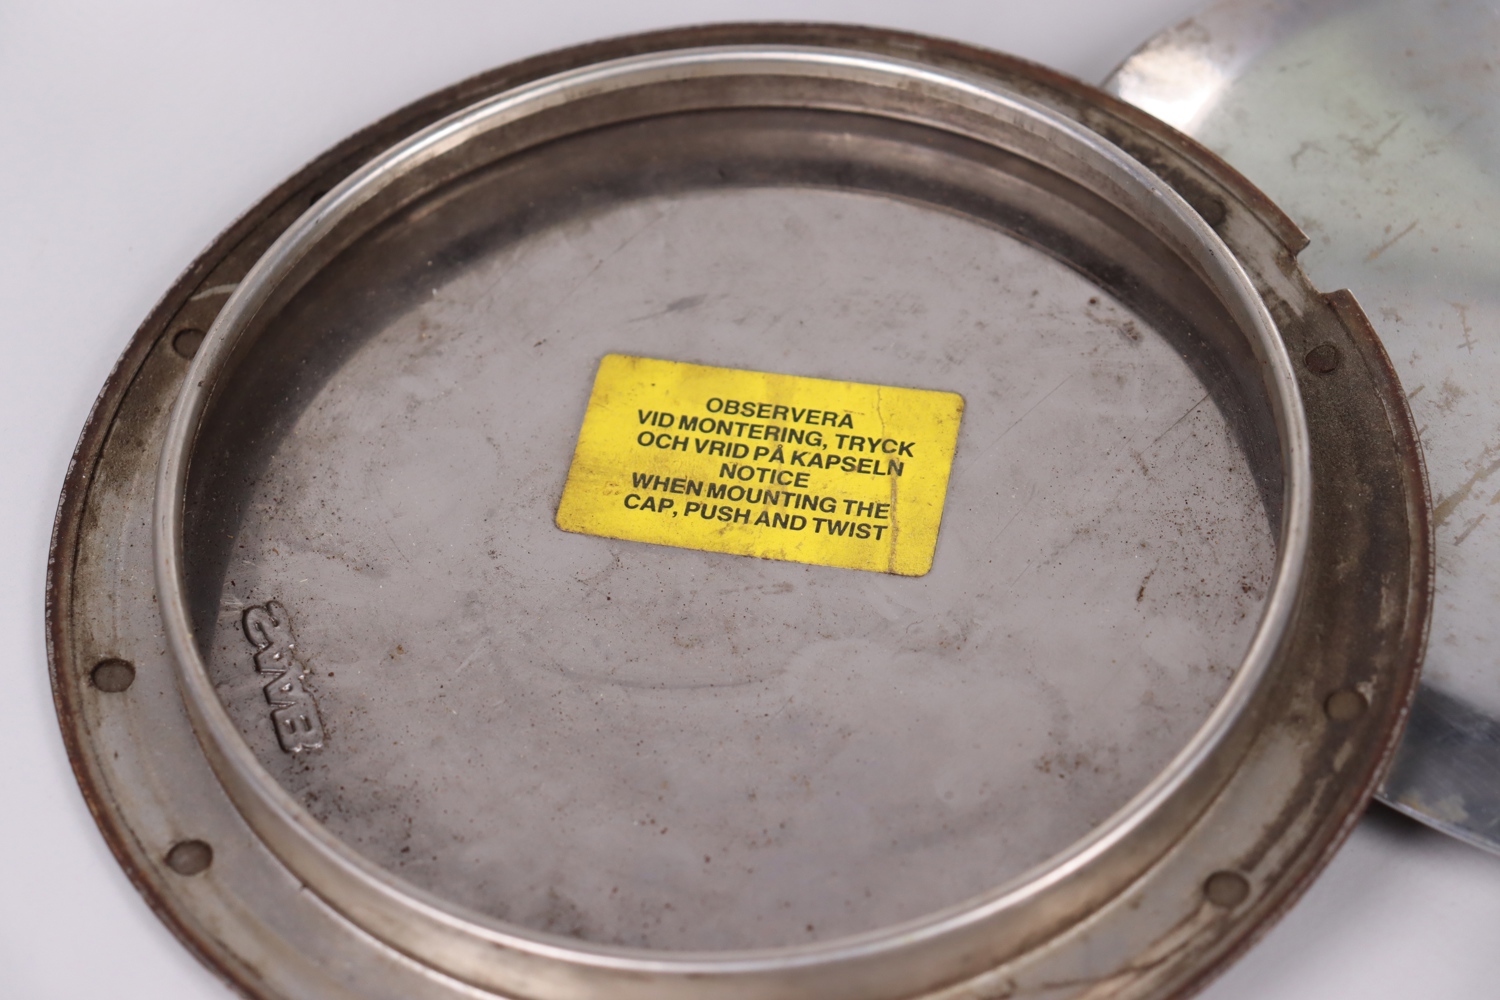 OBSERVERA
VID MONTERING, TRYCK
OCH VRID PÅ KAPSELN
NOTICE
WHEN MOUNTING THE
CAP, PUSH AND TWIST
SAAB